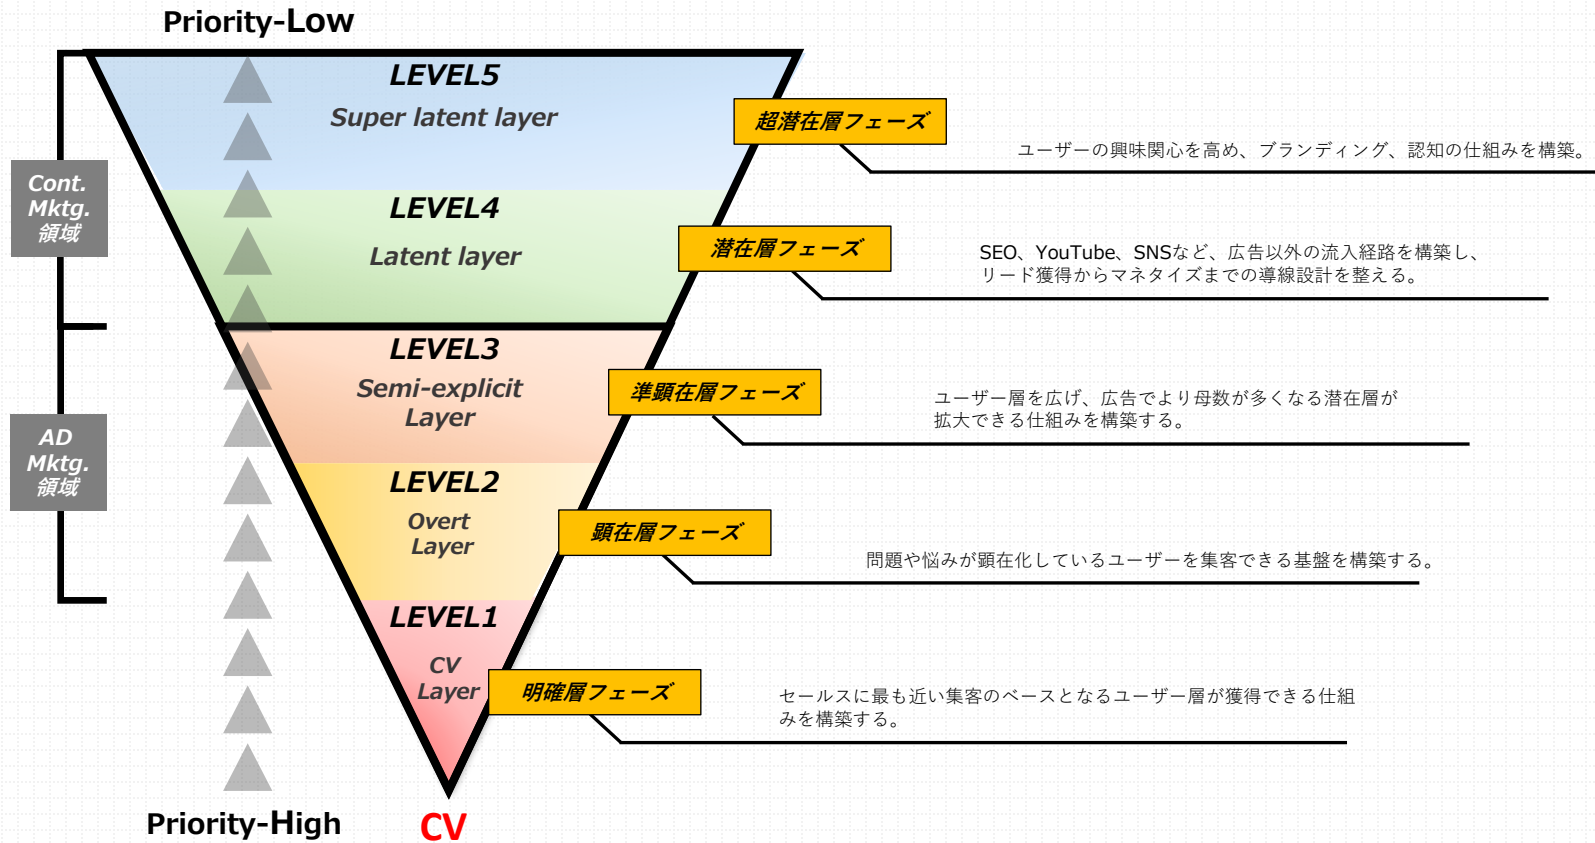 Priority-Low
LEVEL5
Super latent layer
超潜在層フェーズ
ユーザーの興味関心を高め、ブランディング、認知の仕組みを構築。
Cont.
Mktg.
領域
LEVEL4
Latent layer
潜在層フェーズ
SEO、YouTube、SNSなど、広告以外の流入経路を構築し、
リード獲得からマネタイズまでの導線設計を整える。
LEVEL3
Semi-explicit
Layer
準顕在層フェーズ
ユーザー層を広げ、広告でより母数が多くなる潜在層が
拡大できる仕組みを構築する。
AD
Mktg.
領域
LEVEL2
Overt
Layer
顕在層フェーズ
問題や悩みが顕在化しているユーザーを集客できる基盤を構築する。
LEVEL1
CV
Layer
明確層フェーズ
セールスに最も近い集客のベースとなるユーザー層が獲得できる仕組
みを構築する。
Priority-High
CV